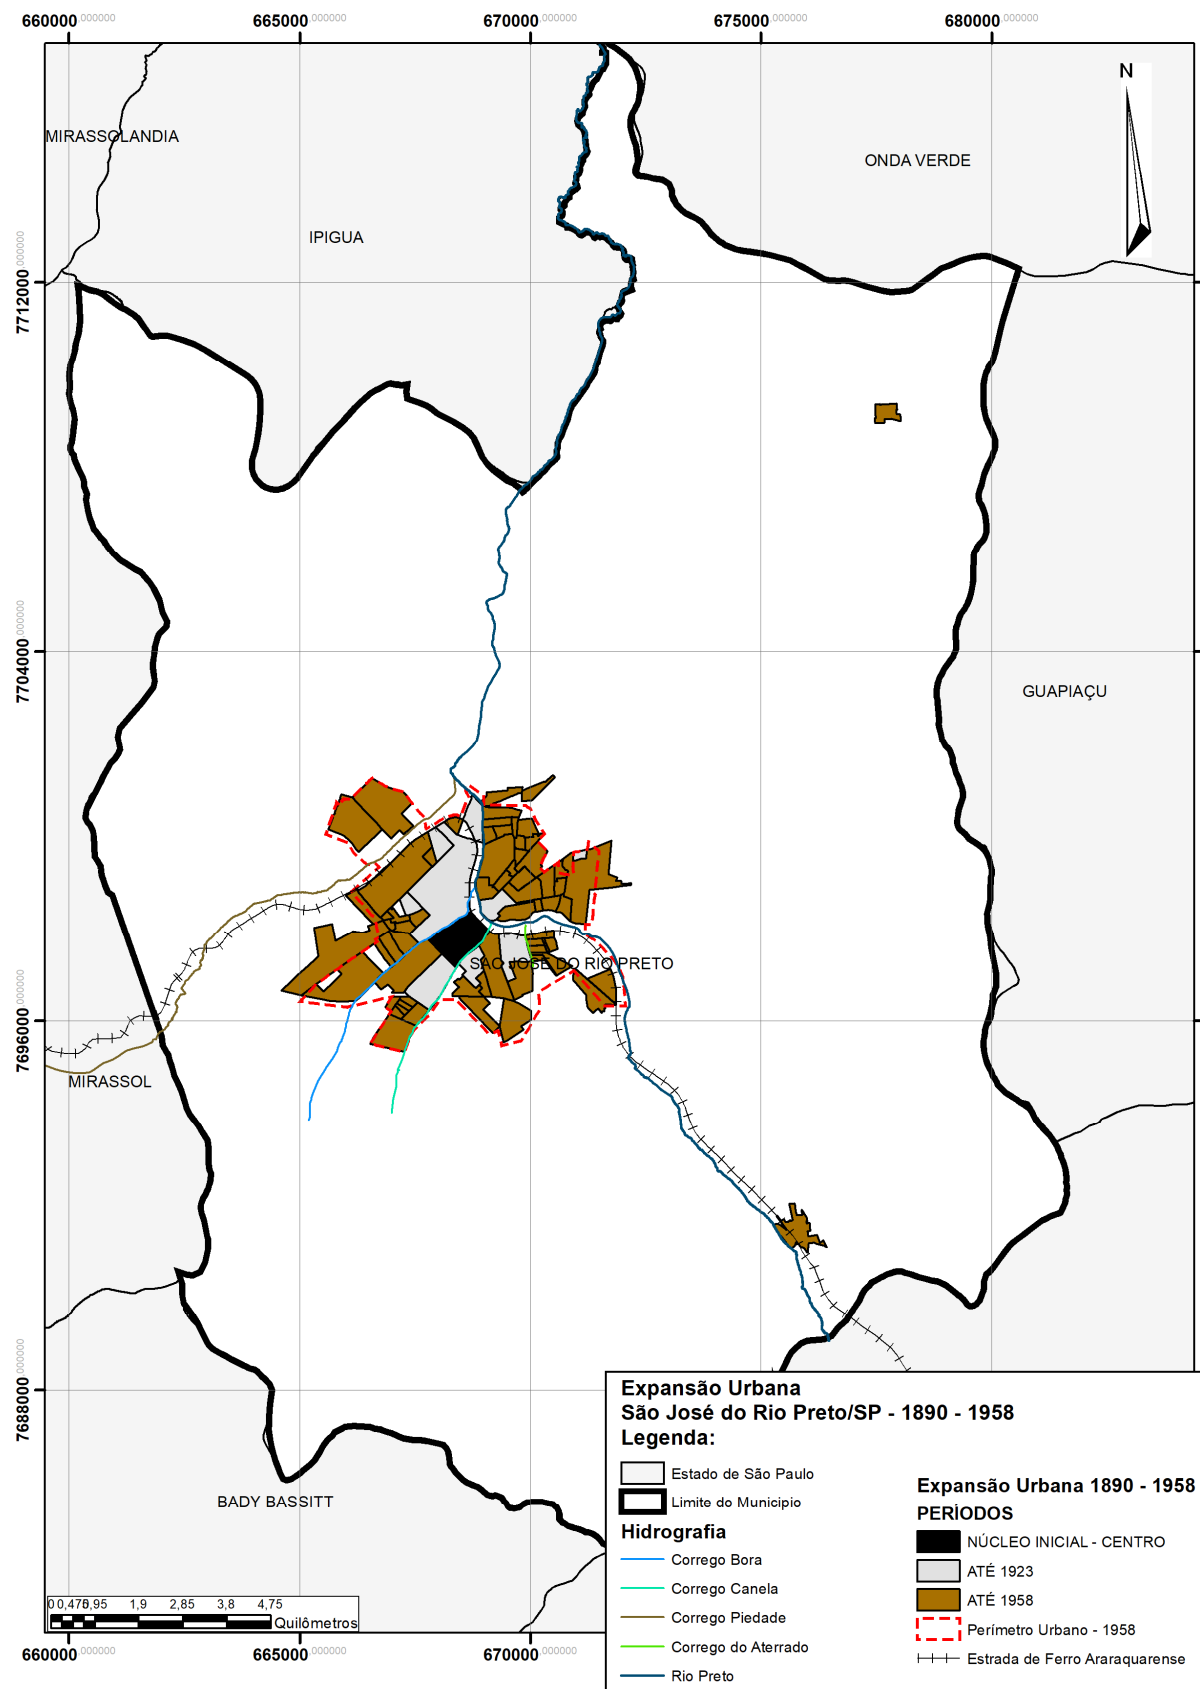 660000,000000 665000,000000 670000,000000 675000,000000 680000,000000
N
MIRASSOLANDIA
ONDA VERDE
IPIGUA
7712000,000000
7704000,000000
GUAPIAÇU
SAO JOSE DO RIO PRETO
7696000,000000
MIRASSOL
7688000,000000
BADY BASSITT
Expansão Urbana
São José do Rio Preto/SP - 1890 - 1958
Legenda:
Estado de São Paulo
Limite do Municipio
Hidrografia
Corrego Bora
Corrego Canela
Corrego Piedade
Corrego do Aterrado
Rio Preto
Expansão Urbana 1890 - 1958
PERÌODOS
NÚCLEO INICIAL - CENTRO
ATÉ 1923
ATÉ 1958
Perímetro Urbano - 1958
Estrada de Ferro Araraquarense
0 0,475 0,95 1,9 2,85 3,8 4,75
Quilômetros
660000,000000 665000,000000 670000,000000